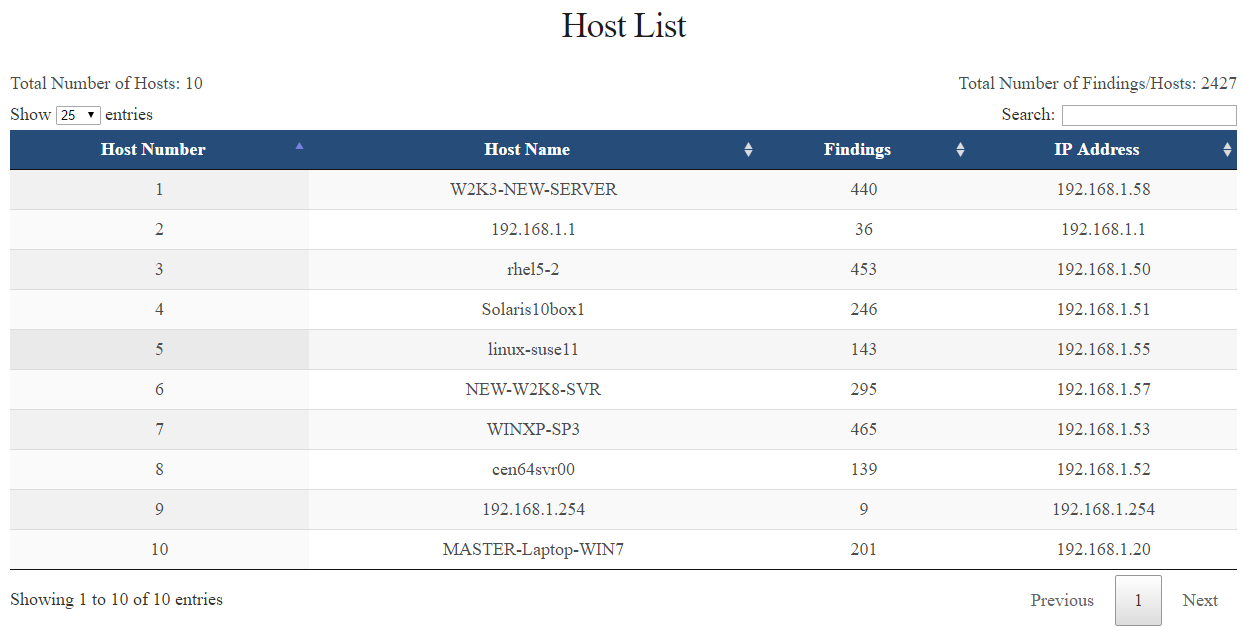 Host List
Total Number of Hosts: 10 Total Number of Findings/Hosts: 2427
Show 25 entries Search:
Host Number Host Name Findings IP Address
1 W2K3-NEW-SERVER 440 192.168.1.58
2 192.168.1.1 36 192.168.1.1
3 rhel5-2 453 192.168.1.50
4 Solaris10box1 246 192.168.1.51
5 linux-suse11 143 192.168.1.55
6 NEW-W2K8-SVR 295 192.168.1.57
7 WINXP-SP3 465 192.168.1.53
8 cen64svr00 139 192.168.1.52
9 192.168.1.254 9 192.168.1.254
10 MASTER-Laptop-WIN7 201 192.168.1.20
Showing 1 to 10 of 10 entries Previous 1 Next